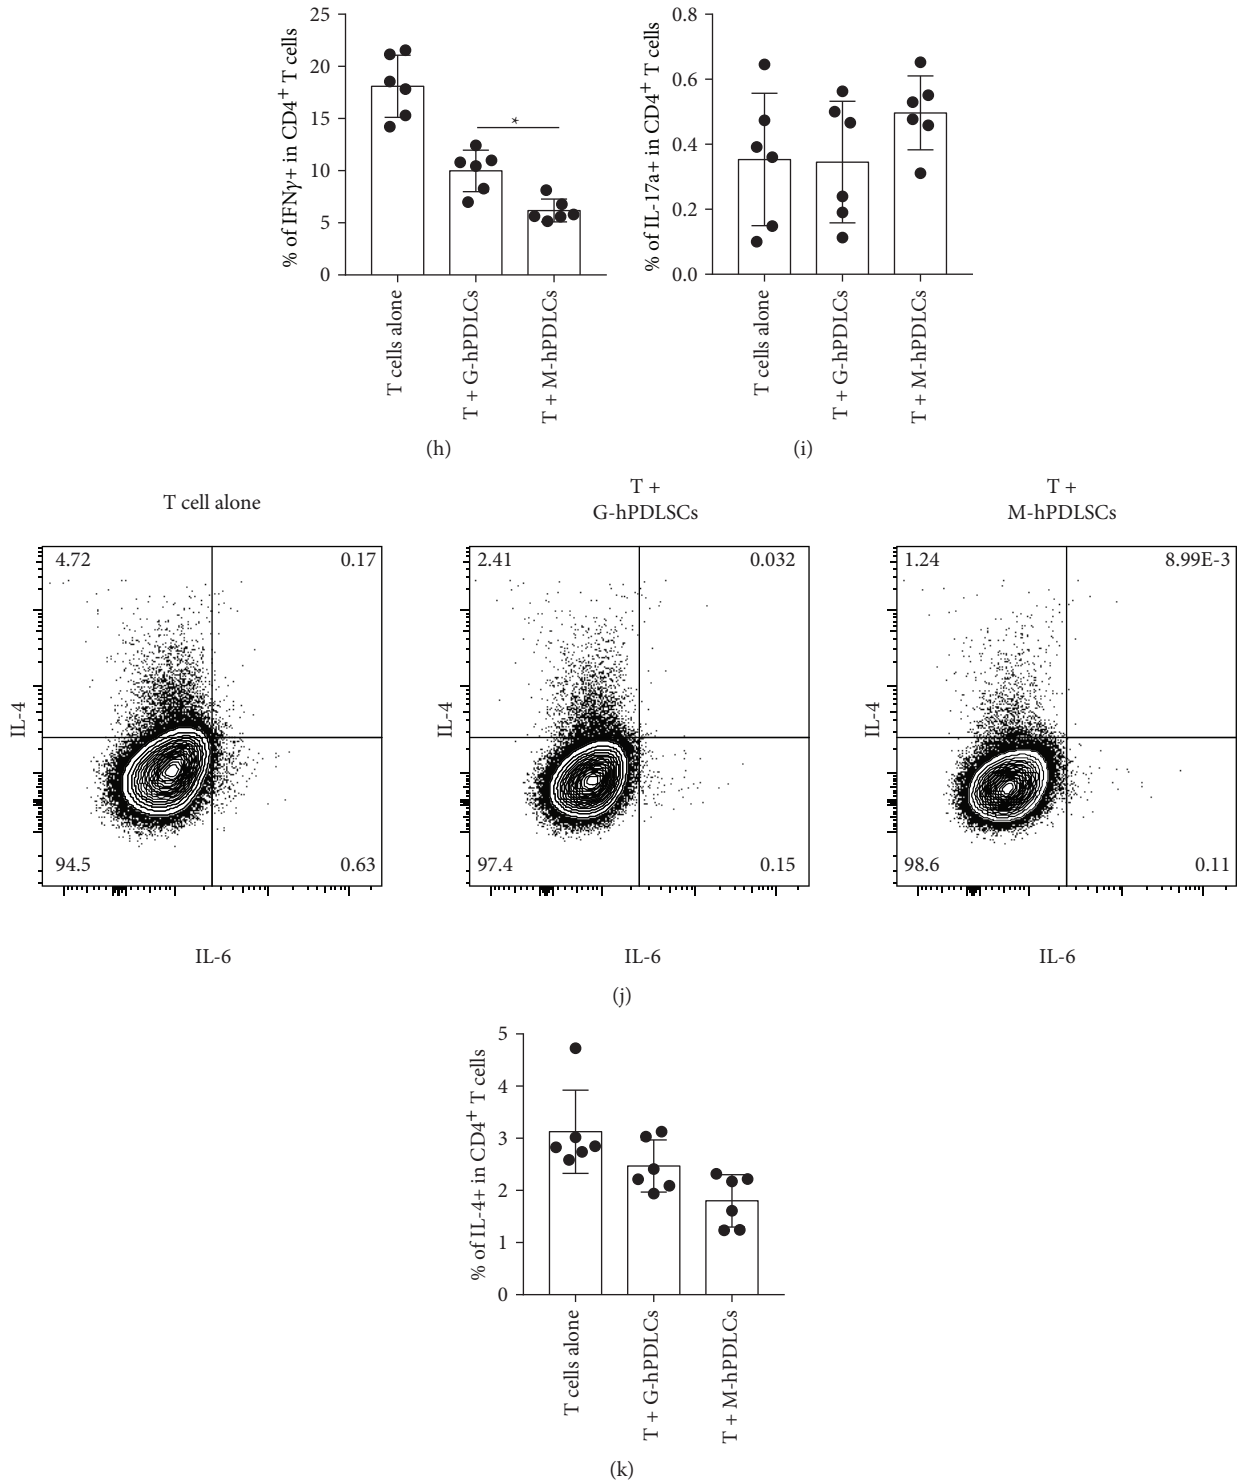 25
20
15
10
5
0
% of IFNγ+ in CD4+ T cells
*
T cells alone
T + G-hPDLCs
T + M-hPDLCs
(h)
0.8
0.6
0.4
0.2
0.0
% of IL-17a+ in CD4+ T cells
T cells alone
T + G-hPDLCs
T + M-hPDLCs
(i)
T cell alone
4.72
0.17
94.5
0.63
IL-4
IL-6
T +
G-hPDLSCs
2.41
0.032
97.4
0.15
IL-4
IL-6
T +
M-hPDLSCs
1.24
8.99E-3
98.6
0.11
IL-4
IL-6
(j)
5
4
3
2
1
0
% of IL-4+ in CD4+ T cells
T cells alone
T + G-hPDLCs
T + M-hPDLCs
(k)